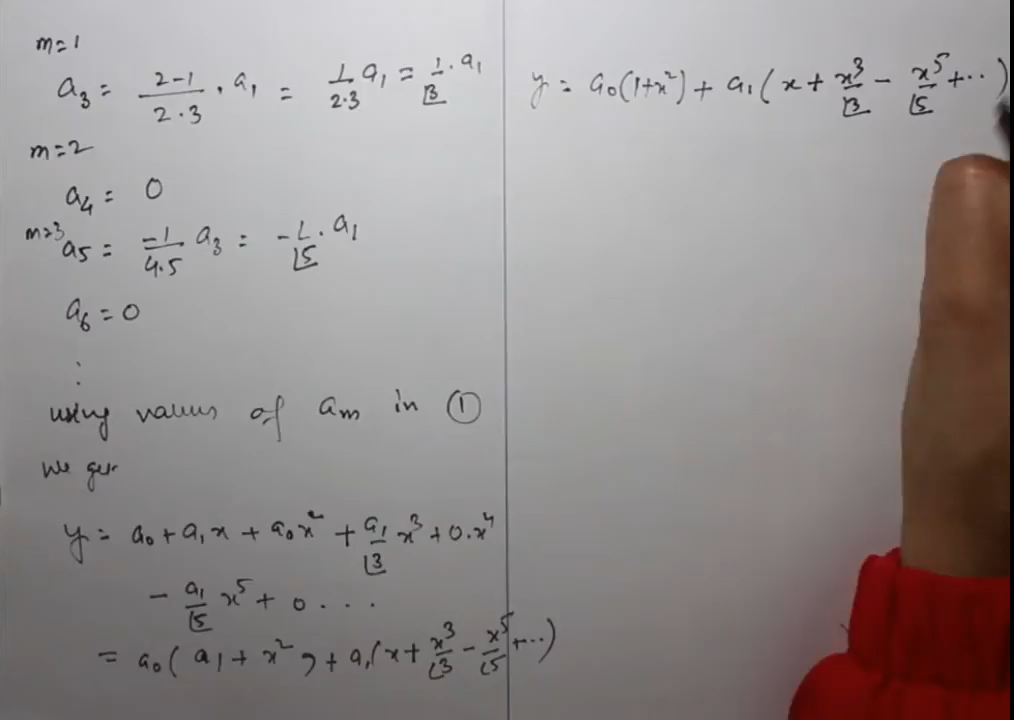 m=1
a₃ = (2-1)/(2·3) · a₁ = 1/(2·3) a₁ = 1/⌊3 · a₁
m=2
a₄ = 0
m=3 a₅ = -1/(4·5) a₃ = -1/⌊5 · a₁
a₆ = 0
⋮
using values of aₘ in ①
we get
y = a₀ + a₁x + a₀x² + a₁/⌊3 x³ + 0·x⁴
- a₁/⌊5 x⁵ + 0 ...
= a₀( a1 + x² ) + a₁(x + x³/⌊3 - x⁵/⌊5 + ..)
y = a₀(1+x²) + a₁(x + x³/⌊3 - x⁵/⌊5 + ..)